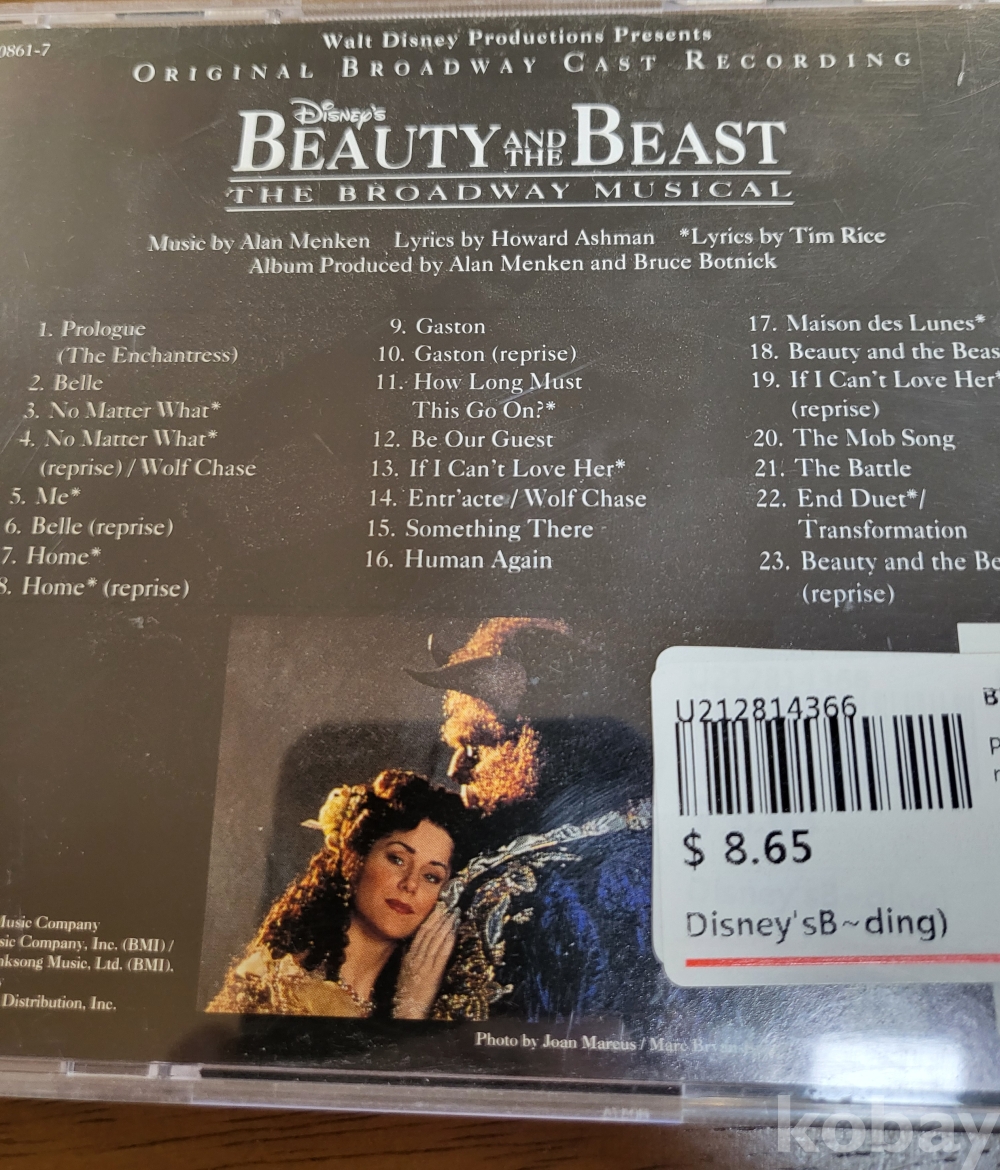 0861-7
Walt Disney Productions Presents
ORIGINAL BROADWAY CAST RECORDING
Disney's
BEAUTY AND THE BEAST
THE BROADWAY MUSICAL
Music by Alan Menken Lyrics by Howard Ashman *Lyrics by Tim Rice
Album Produced by Alan Menken and Bruce Botnick
1. Prologue
(The Enchantress)
2. Belle
3. No Matter What*
4. No Matter What*
(reprise) / Wolf Chase
5. Me*
6. Belle (reprise)
7. Home*
8. Home* (reprise)
9. Gaston
10. Gaston (reprise)
11. How Long Must
This Go On?*
12. Be Our Guest
13. If I Can't Love Her*
14. Entr'acte / Wolf Chase
15. Something There
16. Human Again
17. Maison des Lunes*
18. Beauty and the Beas
19. If I Can't Love Her*
(reprise)
20. The Mob Song
21. The Battle
22. End Duet*/
Transformation
23. Beauty and the Be
(reprise)
U212814366
$ 8.65
Disney'sB~ding)
Music Company
sic Company, Inc. (BMI) /
nksong Music, Ltd. (BMI).
Distribution, Inc.
Photo by Joan Marcus / Marc
kobay